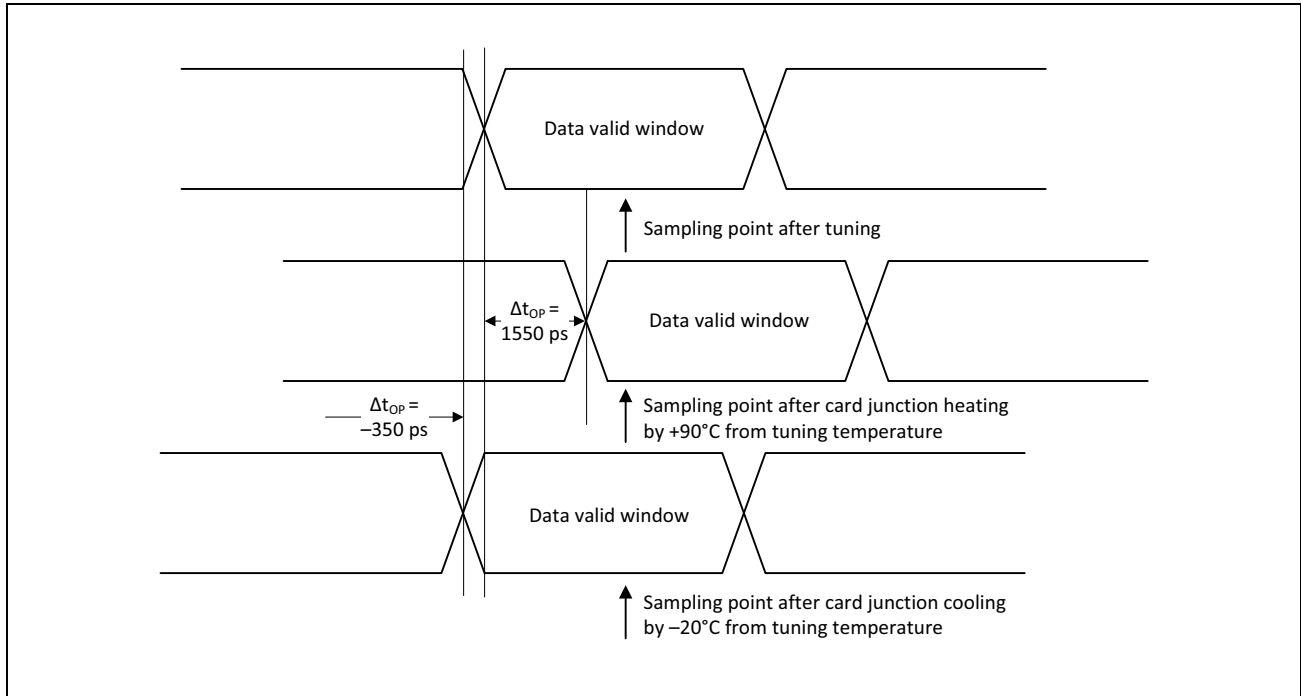 Data valid window
Sampling point after tuning
Δt_OP =
1550 ps
Data valid window
Δt_OP =
–350 ps
Sampling point after card junction heating
by +90°C from tuning temperature
Data valid window
Sampling point after card junction cooling
by –20°C from tuning temperature